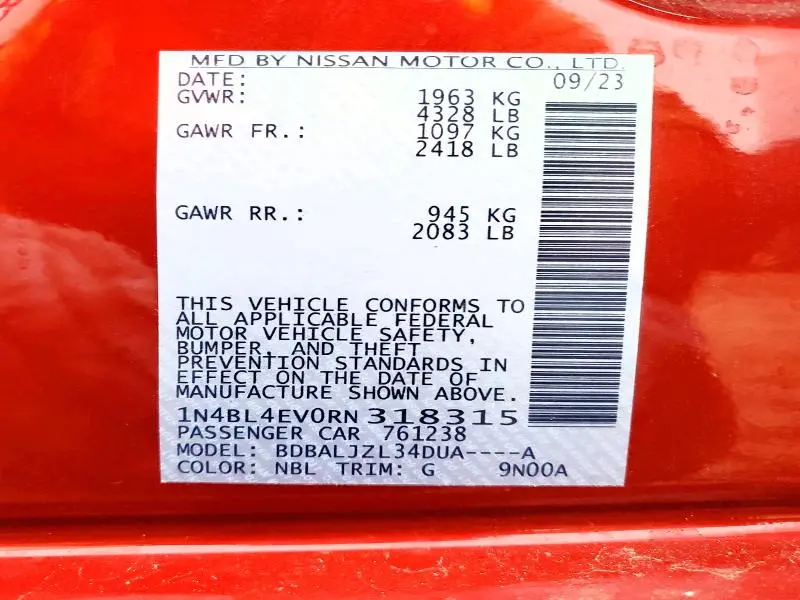 MFD BY NISSAN MOTOR CO., LTD.
DATE: 09/23
GVWR: 1963 KG
4328 LB
GAWR FR.: 1097 KG
2418 LB
GAWR RR.: 945 KG
2083 LB
THIS VEHICLE CONFORMS TO
ALL APPLICABLE FEDERAL
MOTOR VEHICLE SAFETY,
BUMPER, AND THEFT
PREVENTION STANDARDS IN
EFFECT ON THE DATE OF
MANUFACTURE SHOWN ABOVE.
1N4BL4EV0RN318315
PASSENGER CAR 761238
MODEL: BDBALJZL34DUA----A
COLOR: NBL TRIM: G 9N00A